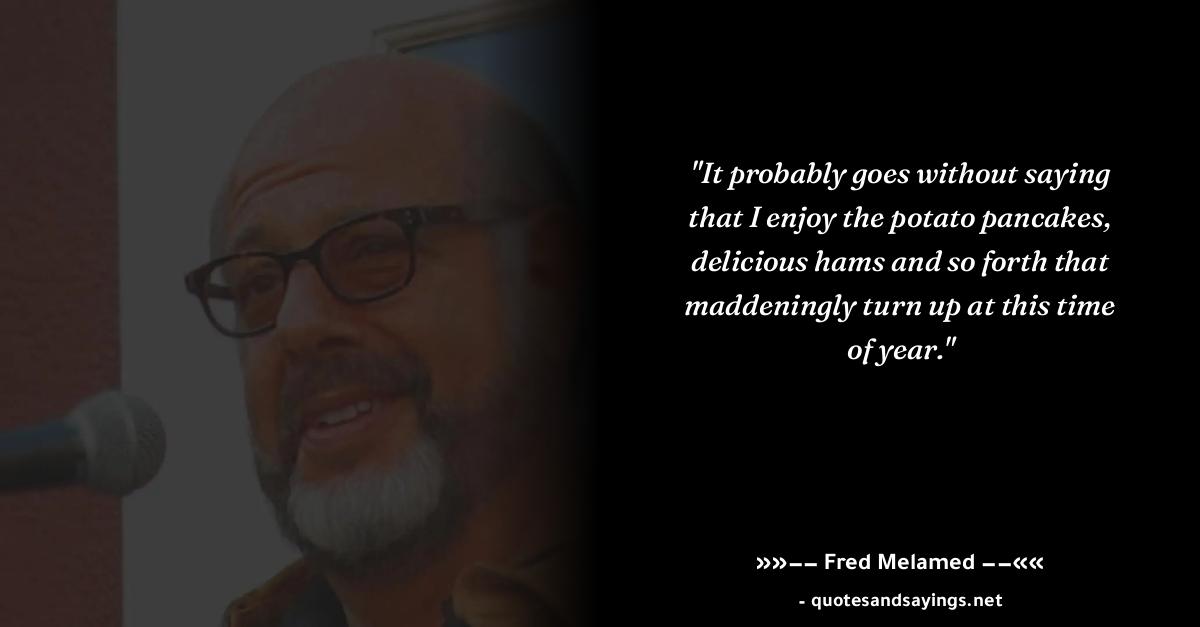 "It probably goes without saying
that I enjoy the potato pancakes,
delicious hams and so forth that
maddeningly turn up at this time
of year."
»»−− Fred Melamed −−««
- quotesandsayings.net